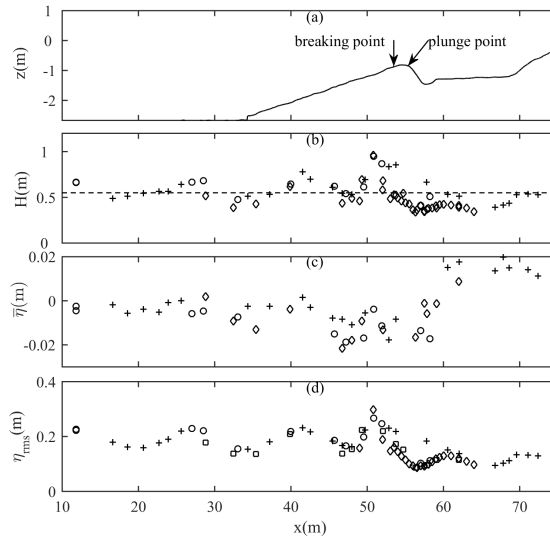 (a)
1
0
-1
-2
z(m)
breaking point
plunge point
(b)
1
0.5
0
H(m)
(c)
0.02
0
-0.02
η̅(m)
(d)
0.4
0.2
0
ηrms(m)
10 20 30 40 50 60 70
x(m)